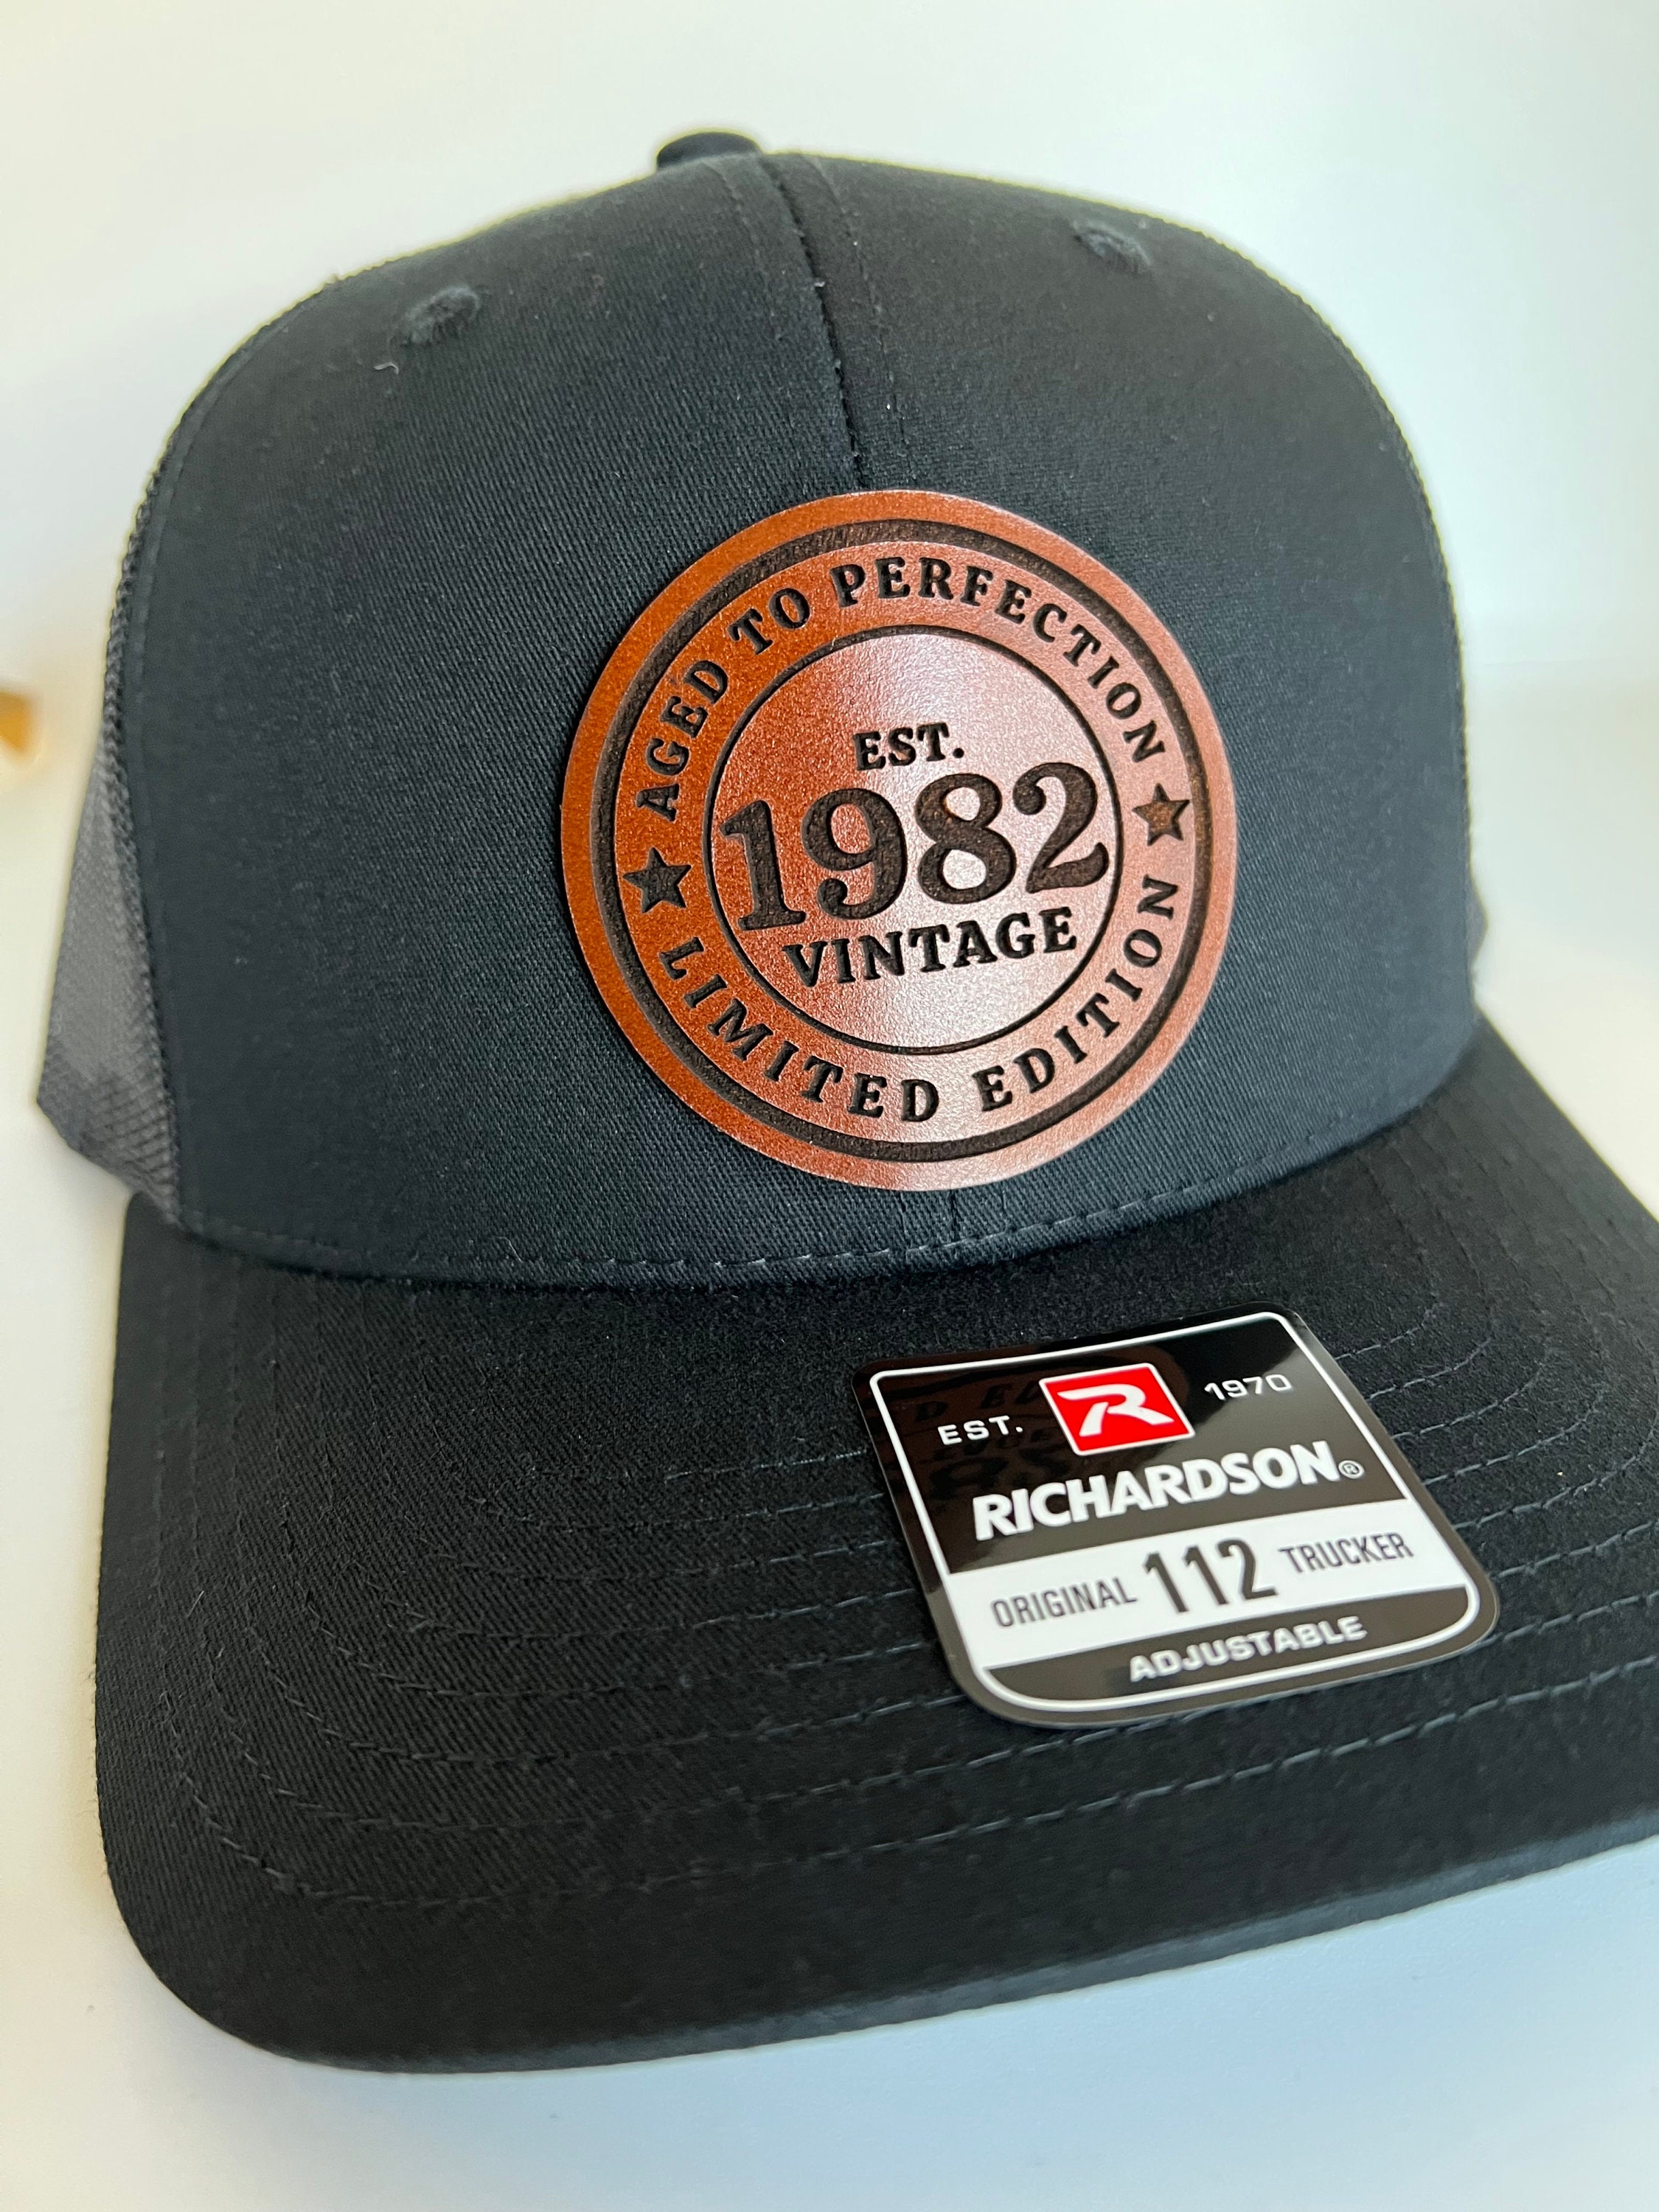 AGED TO PERFECTION
EST.
1982
VINTAGE
LIMITED EDITION
EST. R 1970
RICHARDSON®
ORIGINAL 112 TRUCKER
ADJUSTABLE